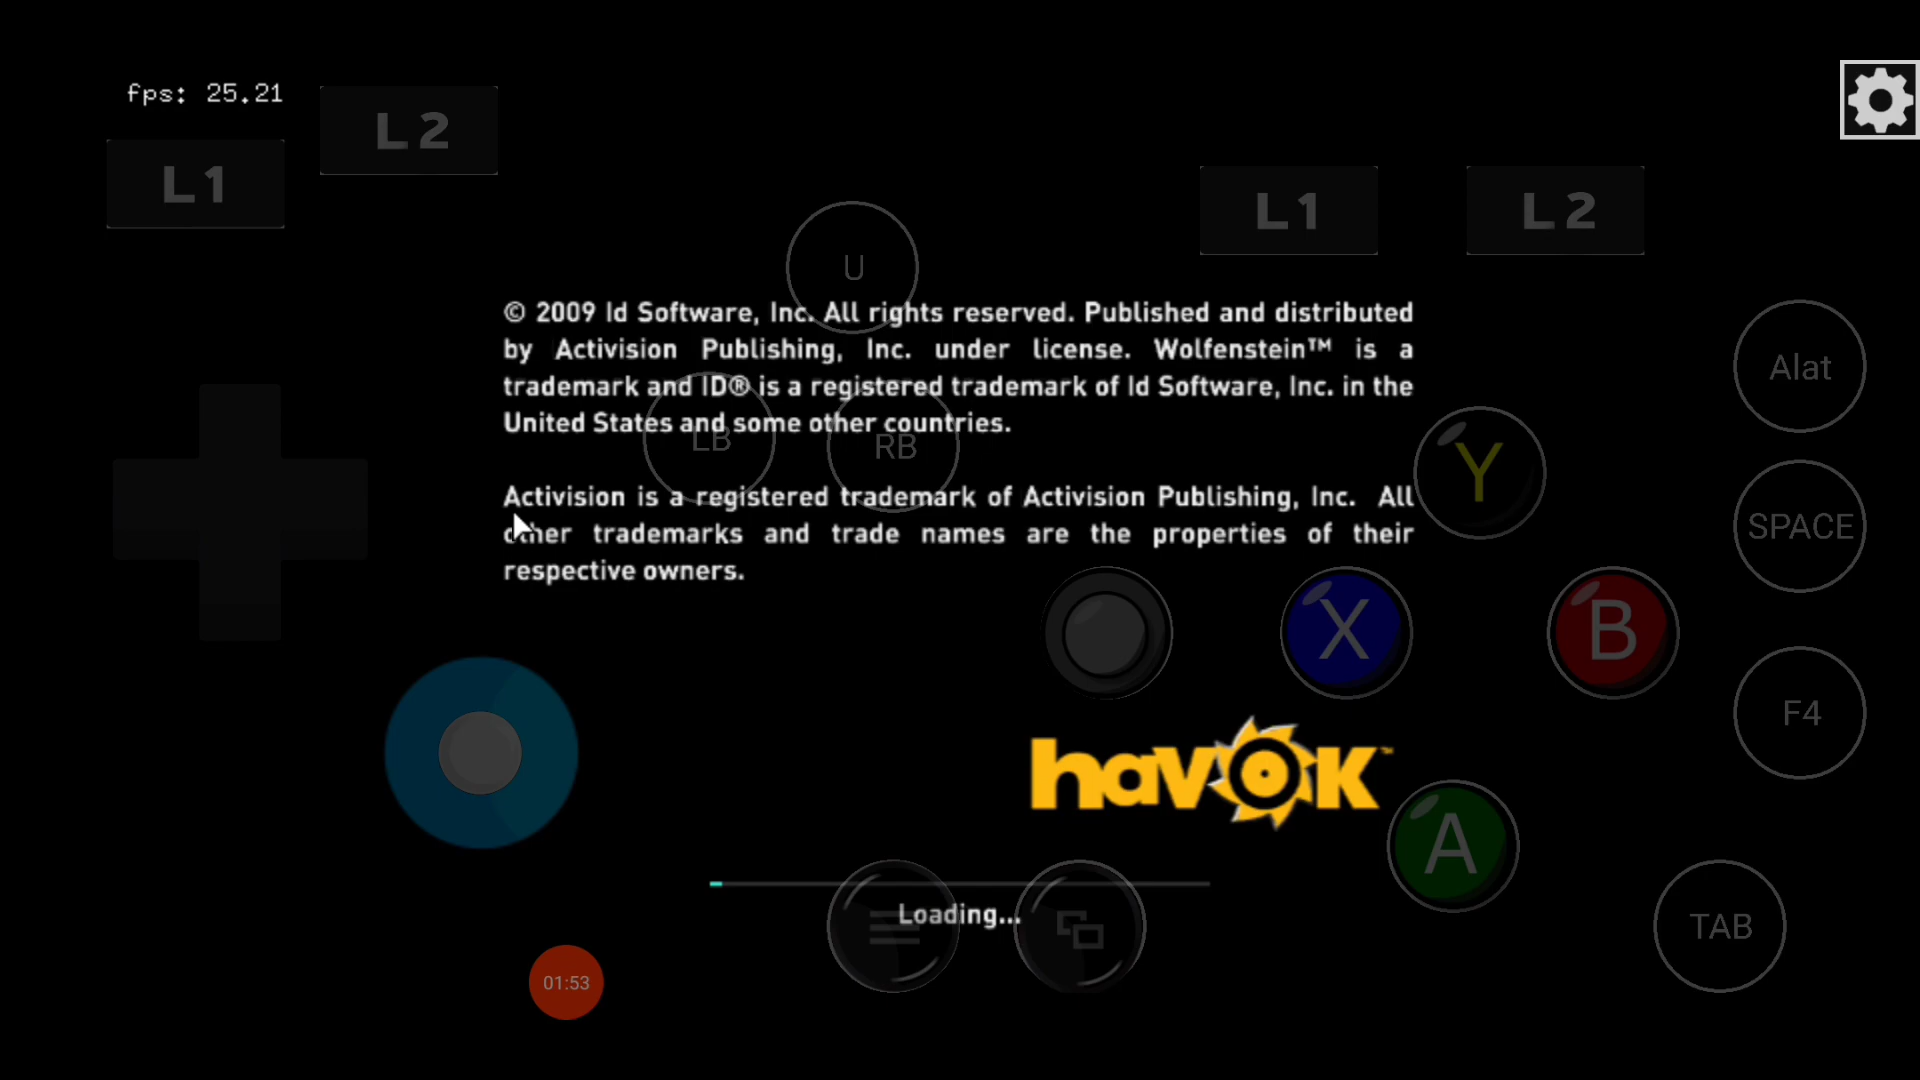 fps: 25.21
L2
L1
L1
L2
U
© 2009 Id Software, Inc. All rights reserved. Published and distributed
by Activision Publishing, Inc. under license. Wolfenstein™ is a
trademark and ID® is a registered trademark of Id Software, Inc. in the
United States and some other countries.
Alat
LB
RB
Y
Activision is a registered trademark of Activision Publishing, Inc. All
other trademarks and trade names are the properties of their
respective owners.
SPACE
X
B
F4
havok™
A
Loading...
TAB
01:53